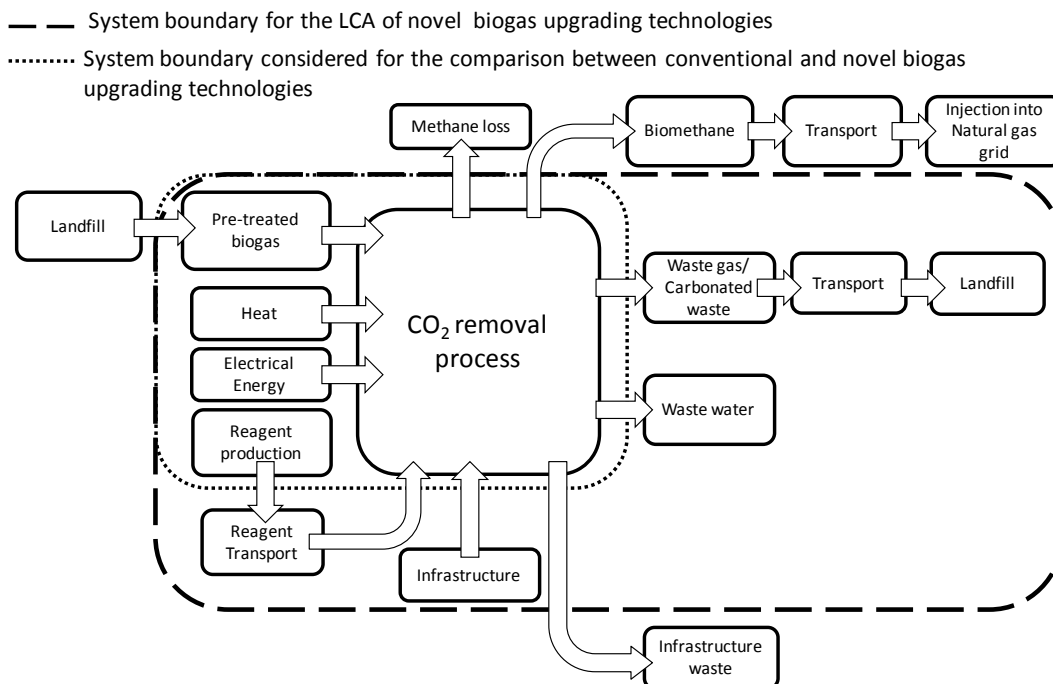 System boundary for the LCA of novel biogas upgrading technologies
System boundary considered for the comparison between conventional and novel biogas
upgrading technologies
Methane loss
Biomethane
Transport
Injection into
Natural gas
grid
Landfill
Pre-treated
biogas
Heat
Electrical
Energy
Reagent
production
Reagent
Transport
CO₂ removal
process
Infrastructure
Waste gas/
Carbonated
waste
Transport
Landfill
Waste water
Infrastructure
waste